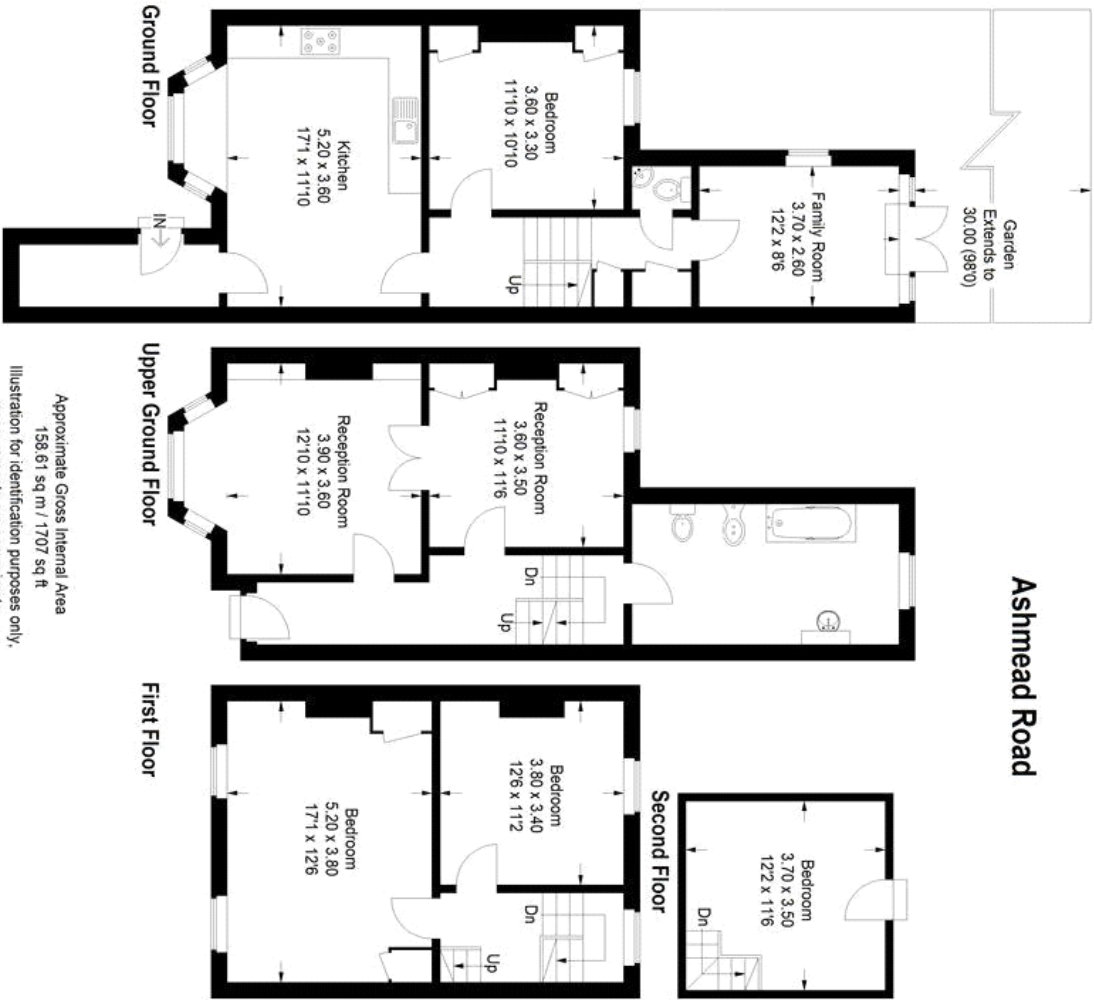 Ashmead Road
Garden
Extends to
30.00 (98'0)
Family Room
3.70 x 2.60
12'2 x 8'6
Bedroom
3.60 x 3.30
11'10 x 10'10
Up
Kitchen
5.20 x 3.60
17'1 x 11'10
IN
Ground Floor
Reception Room
3.60 x 3.50
11'10 x 11'6
Dn
Up
Reception Room
3.90 x 3.60
12'10 x 11'10
Upper Ground Floor
Bedroom
3.70 x 3.50
12'2 x 11'6
Dn
Second Floor
Bedroom
3.80 x 3.40
12'6 x 11'2
Dn
Up
Bedroom
5.20 x 3.80
17'1 x 12'6
First Floor
Approximate Gross Internal Area
158.61 sq m / 1707 sq ft
Illustration for identification purposes only,